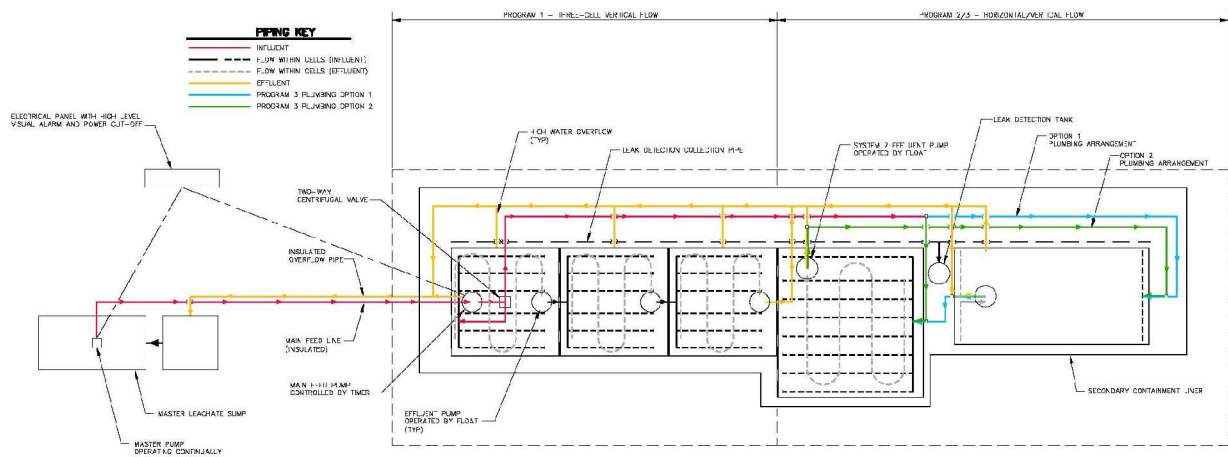 PROGRAM 1 - THREE-CELL VERTICAL FLOW
PROGRAM 2/3 - HORIZONTAL/VERTICAL FLOW
PIPING KEY
INFLUENT
FLOW WITHIN CELLS (INFLUENT)
FLOW WITHIN CELLS (EFFLUENT)
EFFLUENT
PROGRAM 3 PLUMBING OPTION 1
PROGRAM 3 PLUMBING OPTION 2
ELECTRICAL PANEL WITH HIGH LEVEL
VISUAL ALARM AND POWER CUT-OFF
HIGH WATER OVERFLOW
(TYP)
LEAK DETECTION COLLECTION PIPE
SYSTEM 2 EFFLUENT PUMP
OPERATED BY FLOAT
LEAK DETECTION TANK
OPTION 1
PLUMBING ARRANGEMENT
OPTION 2
PLUMBING ARRANGEMENT
TWO-WAY
CENTRIFUGAL VALVE
INSULATED
OVERFLOW PIPE
MAIN FEED LINE
(INSULATED)
MAIN FEED PUMP
CONTROLLED BY TIMER
EFFLUENT PUMP
OPERATED BY FLOAT
(TYP)
SECONDARY CONTAINMENT LINER
MASTER LEACHATE SUMP
MASTER PUMP
OPERATING CONTINUALLY